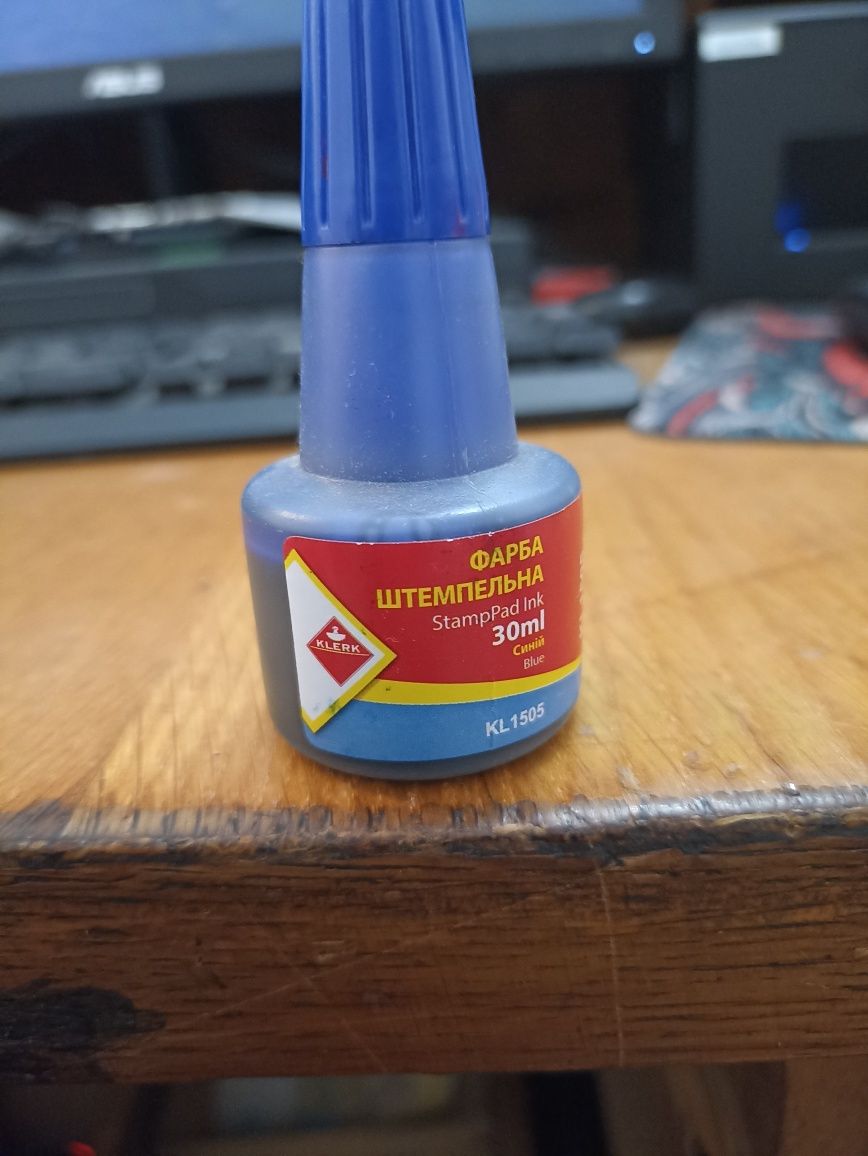 ASUS
ФАРБА
ШТЕМПЕЛЬНА
StampPad Ink
30ml
Синій
Blue
KLERK
KL1505